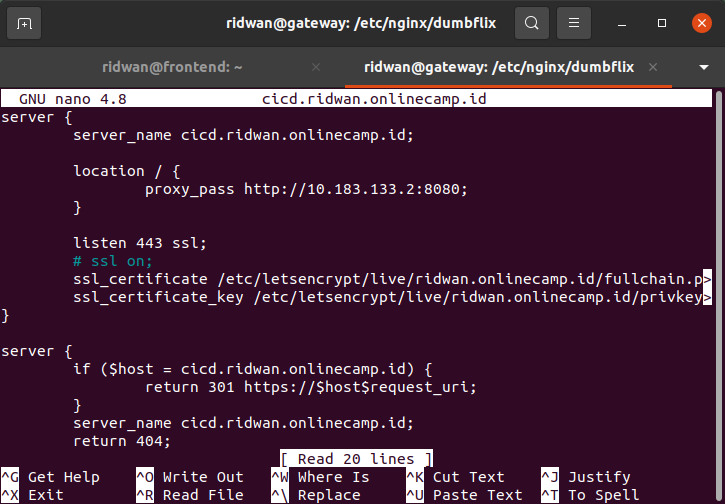 ridwan@gateway: /etc/nginx/dumbflix
ridwan@frontend: ~ × ridwan@gateway: /etc/nginx/dumbflix ×
GNU nano 4.8 cicd.ridwan.onlinecamp.id
server {
server_name cicd.ridwan.onlinecamp.id;
location / {
proxy_pass http://10.183.133.2:8080;
}
listen 443 ssl;
# ssl on;
ssl_certificate /etc/letsencrypt/live/ridwan.onlinecamp.id/fullchain.p>
ssl_certificate_key /etc/letsencrypt/live/ridwan.onlinecamp.id/privkey>
}
server {
if ($host = cicd.ridwan.onlinecamp.id) {
return 301 https://$host$request_uri;
}
server_name cicd.ridwan.onlinecamp.id;
return 404;
[ Read 20 lines ]
^G Get Help ^O Write Out ^W Where Is ^K Cut Text ^J Justify
^X Exit ^R Read File ^\ Replace ^U Paste Text ^T To Spell